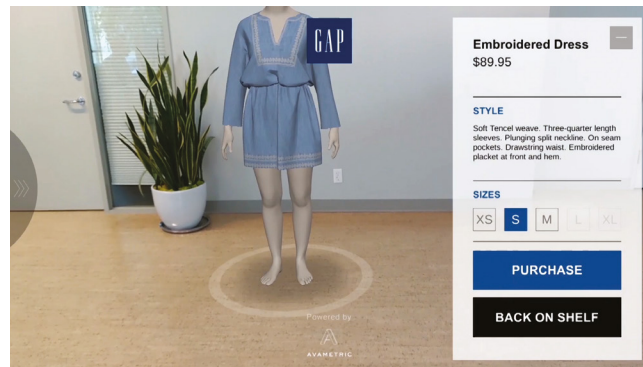 GAP
Embroidered Dress
$89.95
STYLE
Soft Tencel weave. Three-quarter length
sleeves. Plunging split neckline. On seam
pockets. Drawstring waist. Embroidered
placket at front and hem.
SIZES
XS S M L XL
PURCHASE
BACK ON SHELF
Powered by
AVAMETRIC